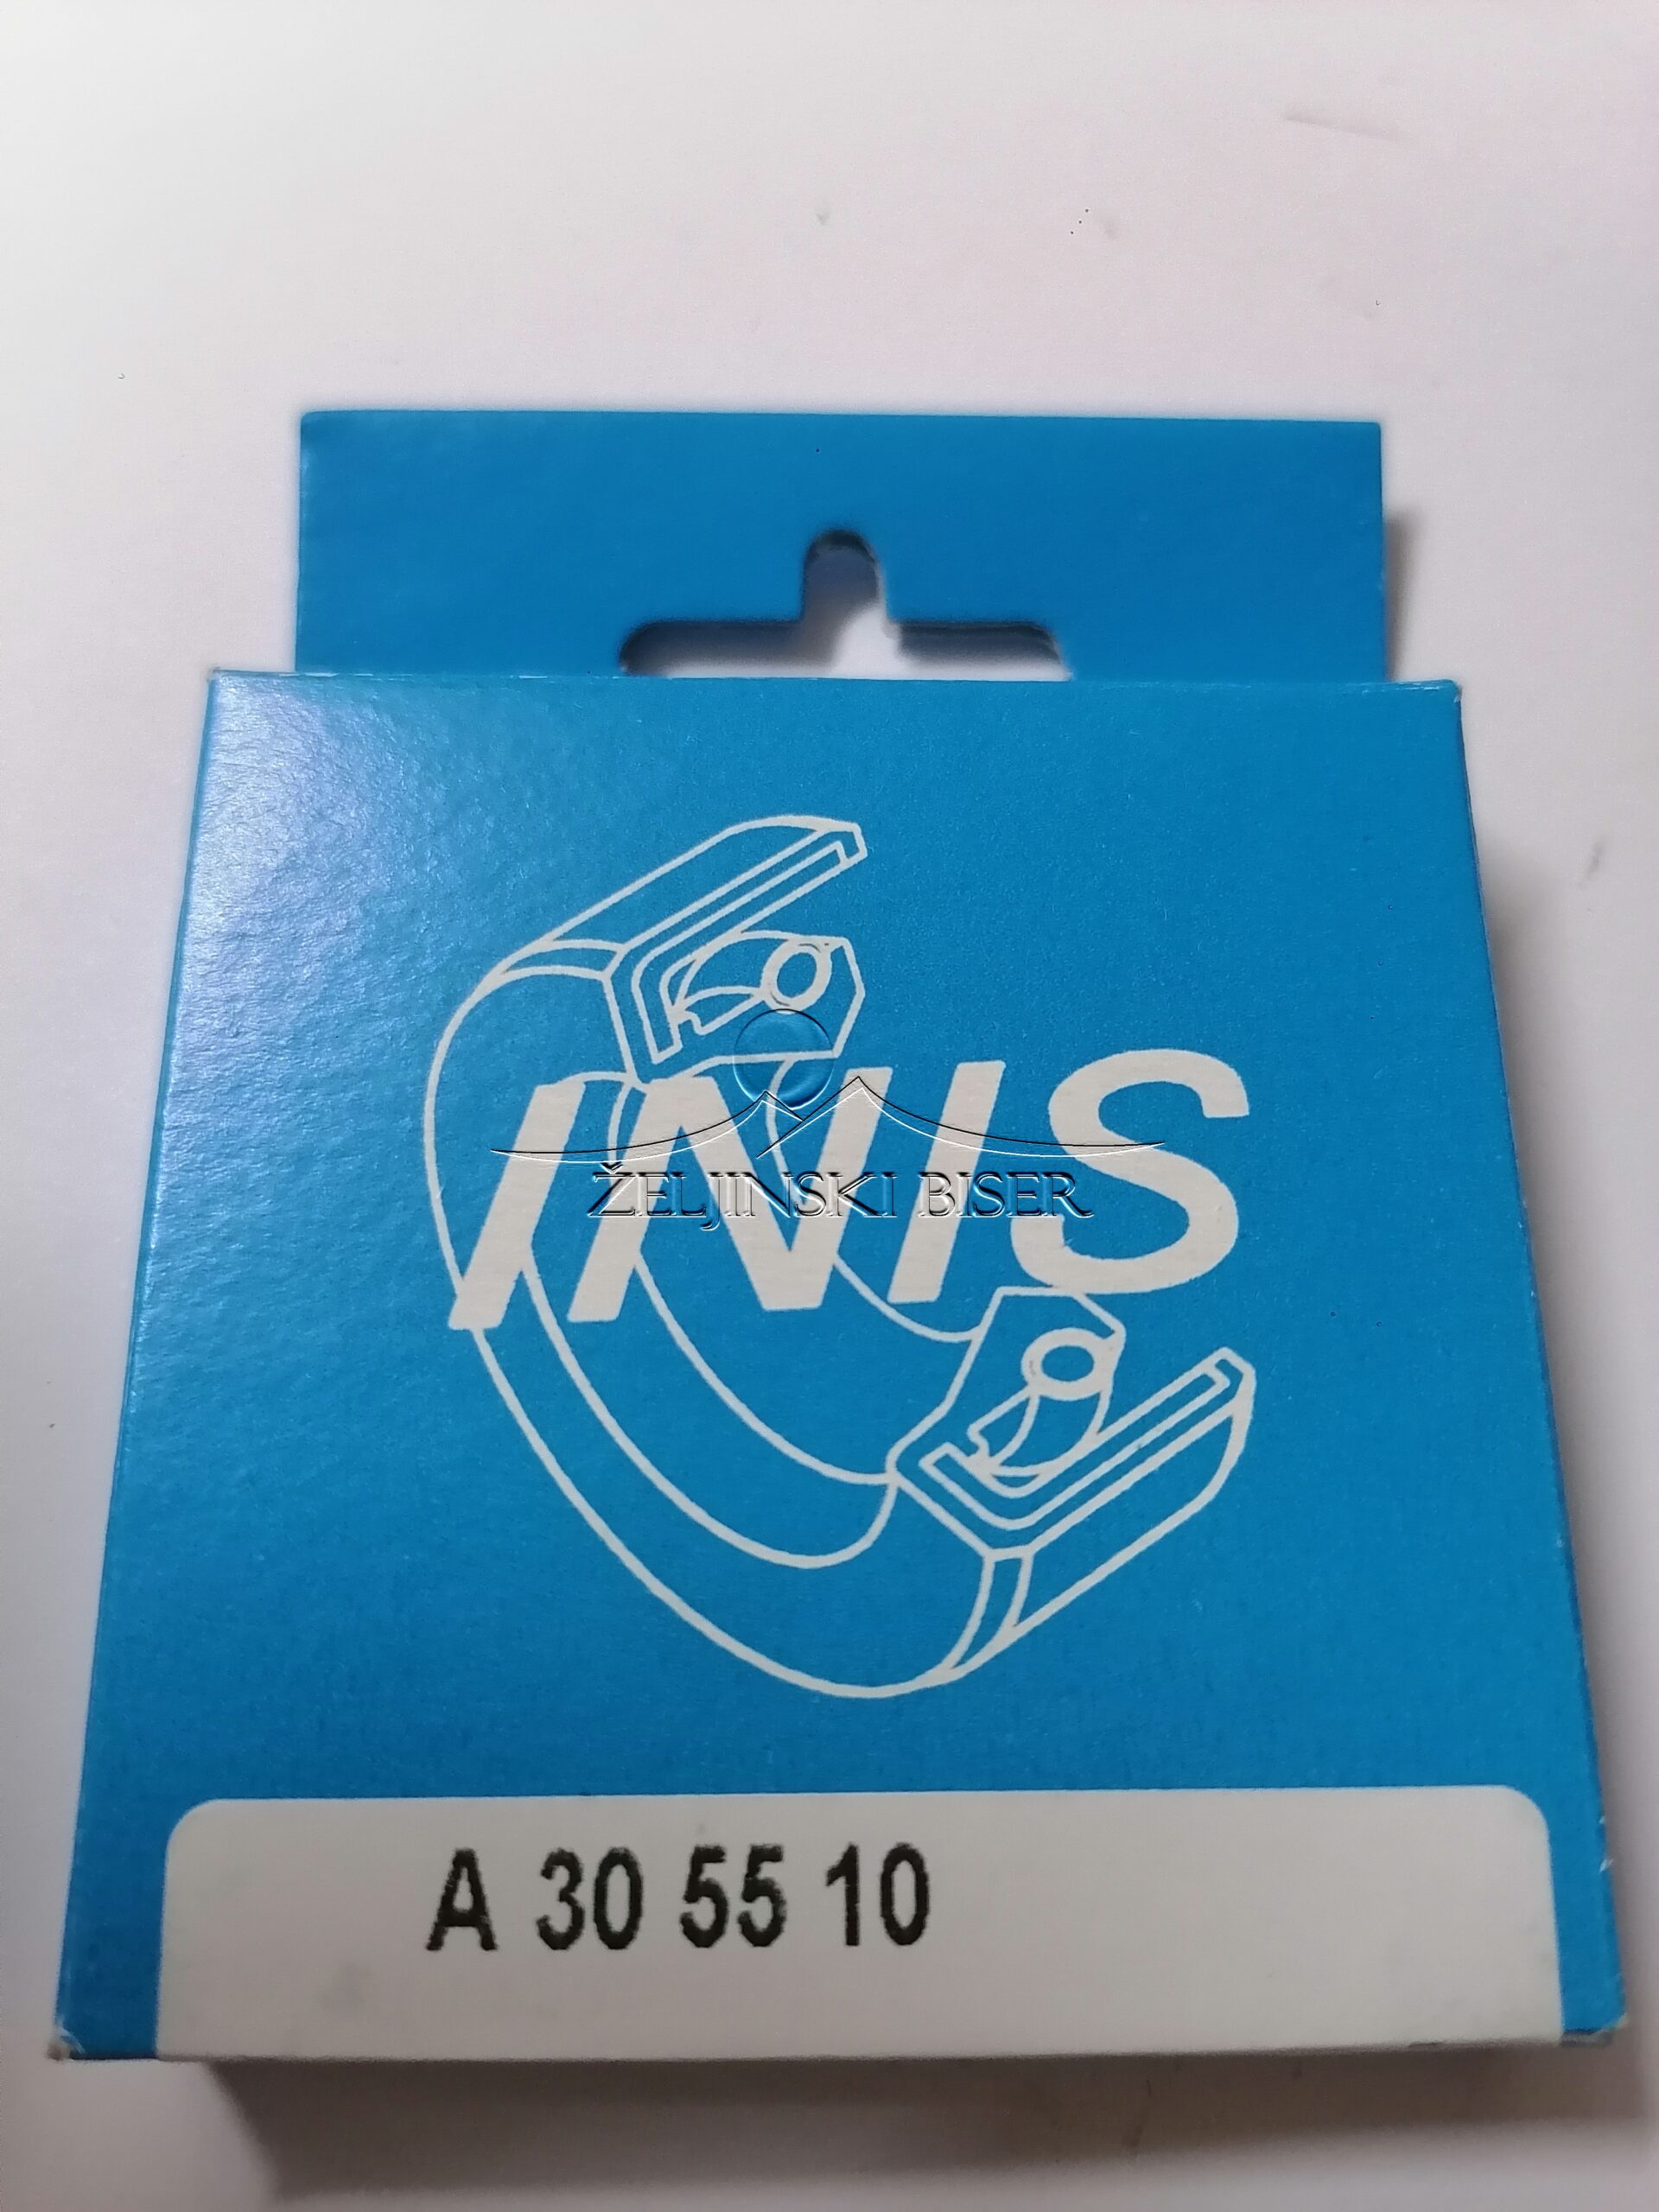 INIS
ŽELJINSKI BISER
A 30 55 10